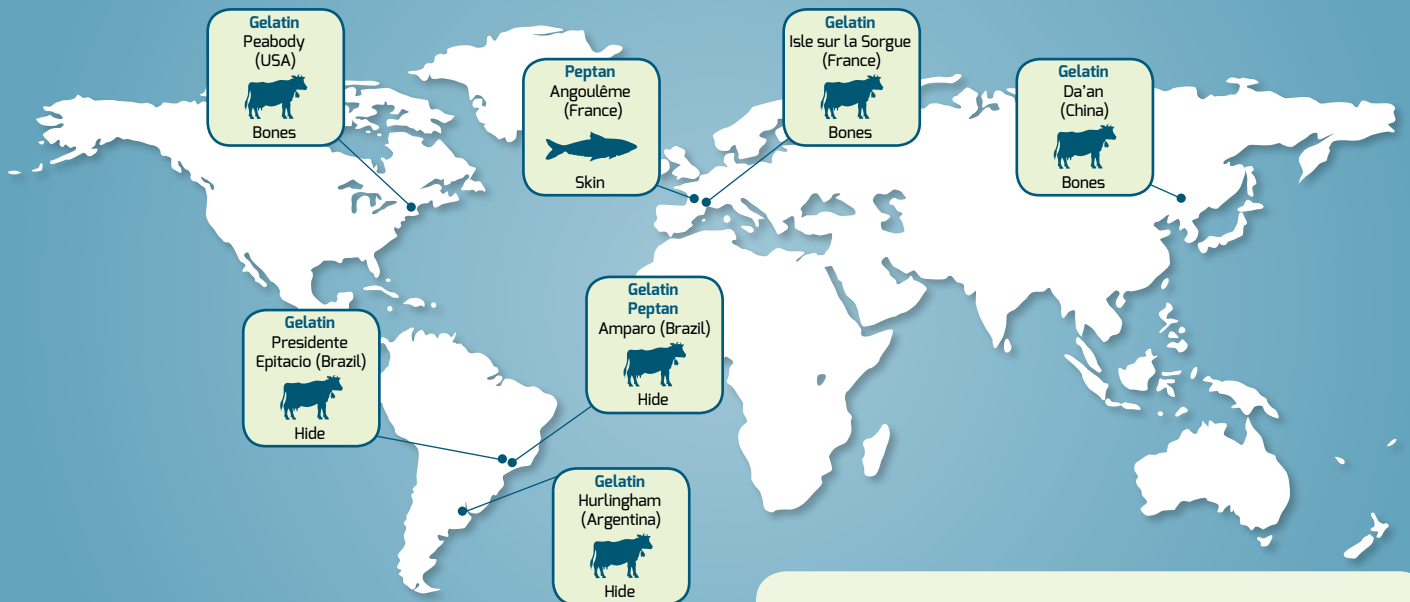 Gelatin
Peabody
(USA)
Bones
Peptan
Angoulême
(France)
Skin
Gelatin
Isle sur la Sorgue
(France)
Bones
Gelatin
Da'an
(China)
Bones
Gelatin
Presidente
Epitacio (Brazil)
Hide
Gelatin
Peptan
Amparo (Brazil)
Hide
Gelatin
Hurlingham
(Argentina)
Hide